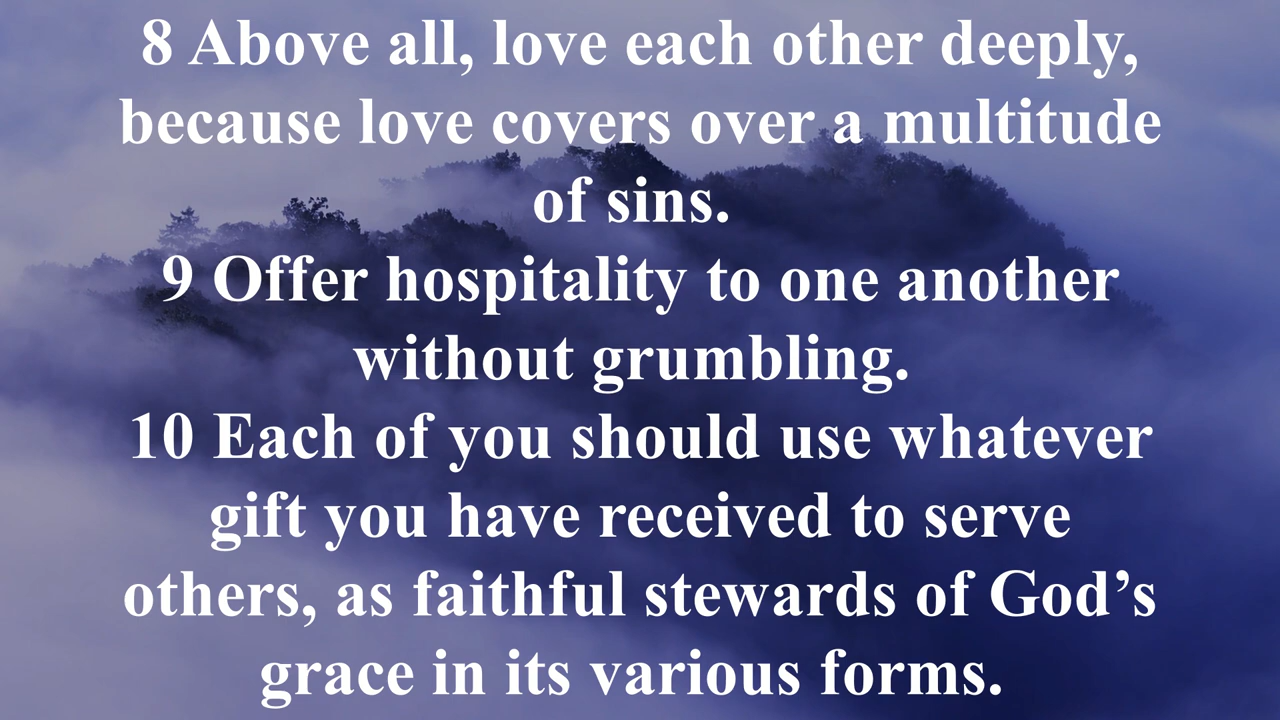 8 Above all, love each other deeply,
because love covers over a multitude
of sins.
9 Offer hospitality to one another
without grumbling.
10 Each of you should use whatever
gift you have received to serve
others, as faithful stewards of God’s
grace in its various forms.